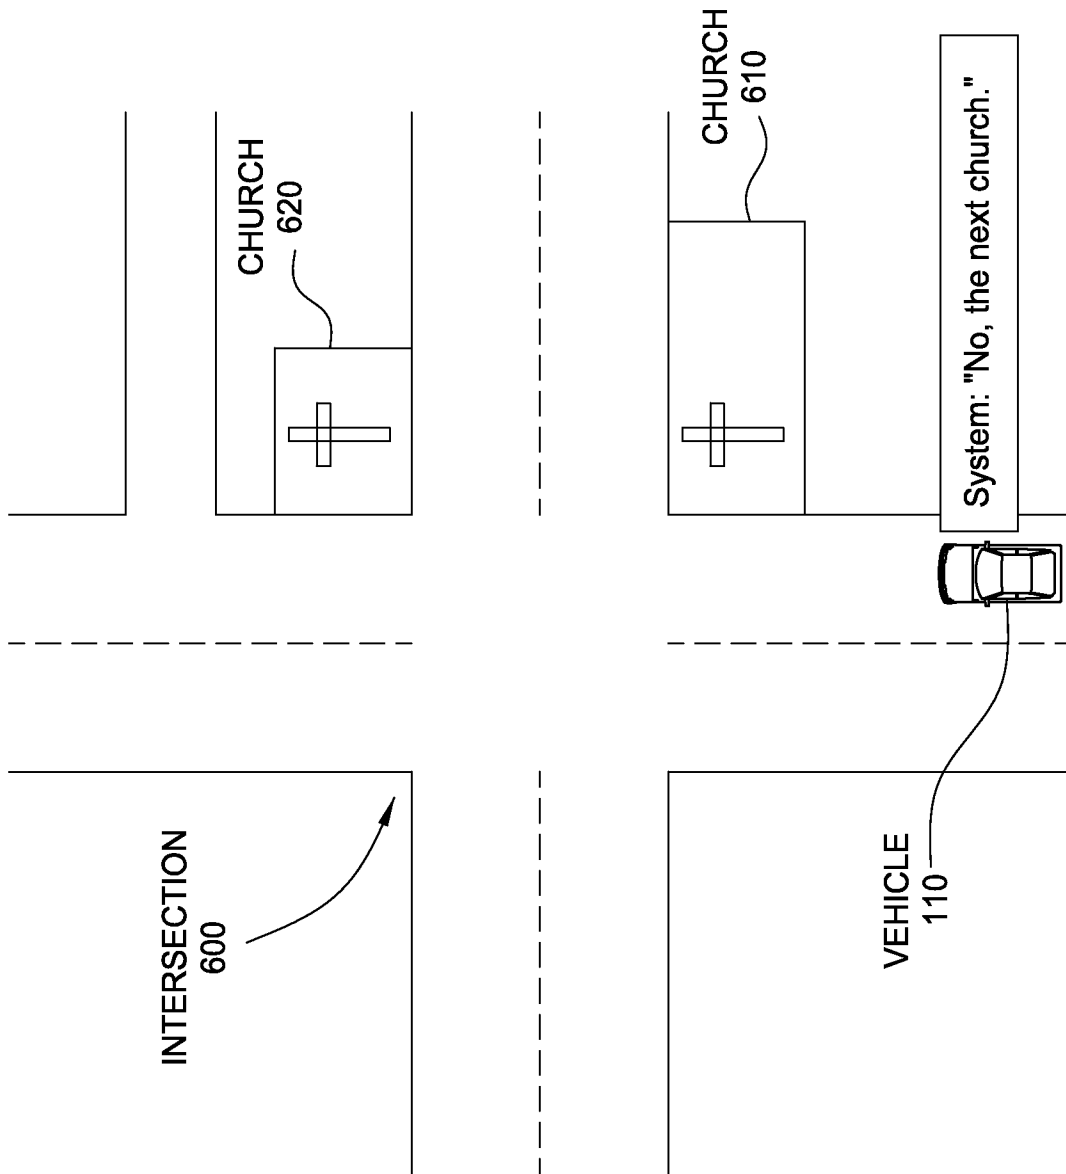 INTERSECTION
600
CHURCH
620
CHURCH
610
VEHICLE
110
System: "No, the next church."